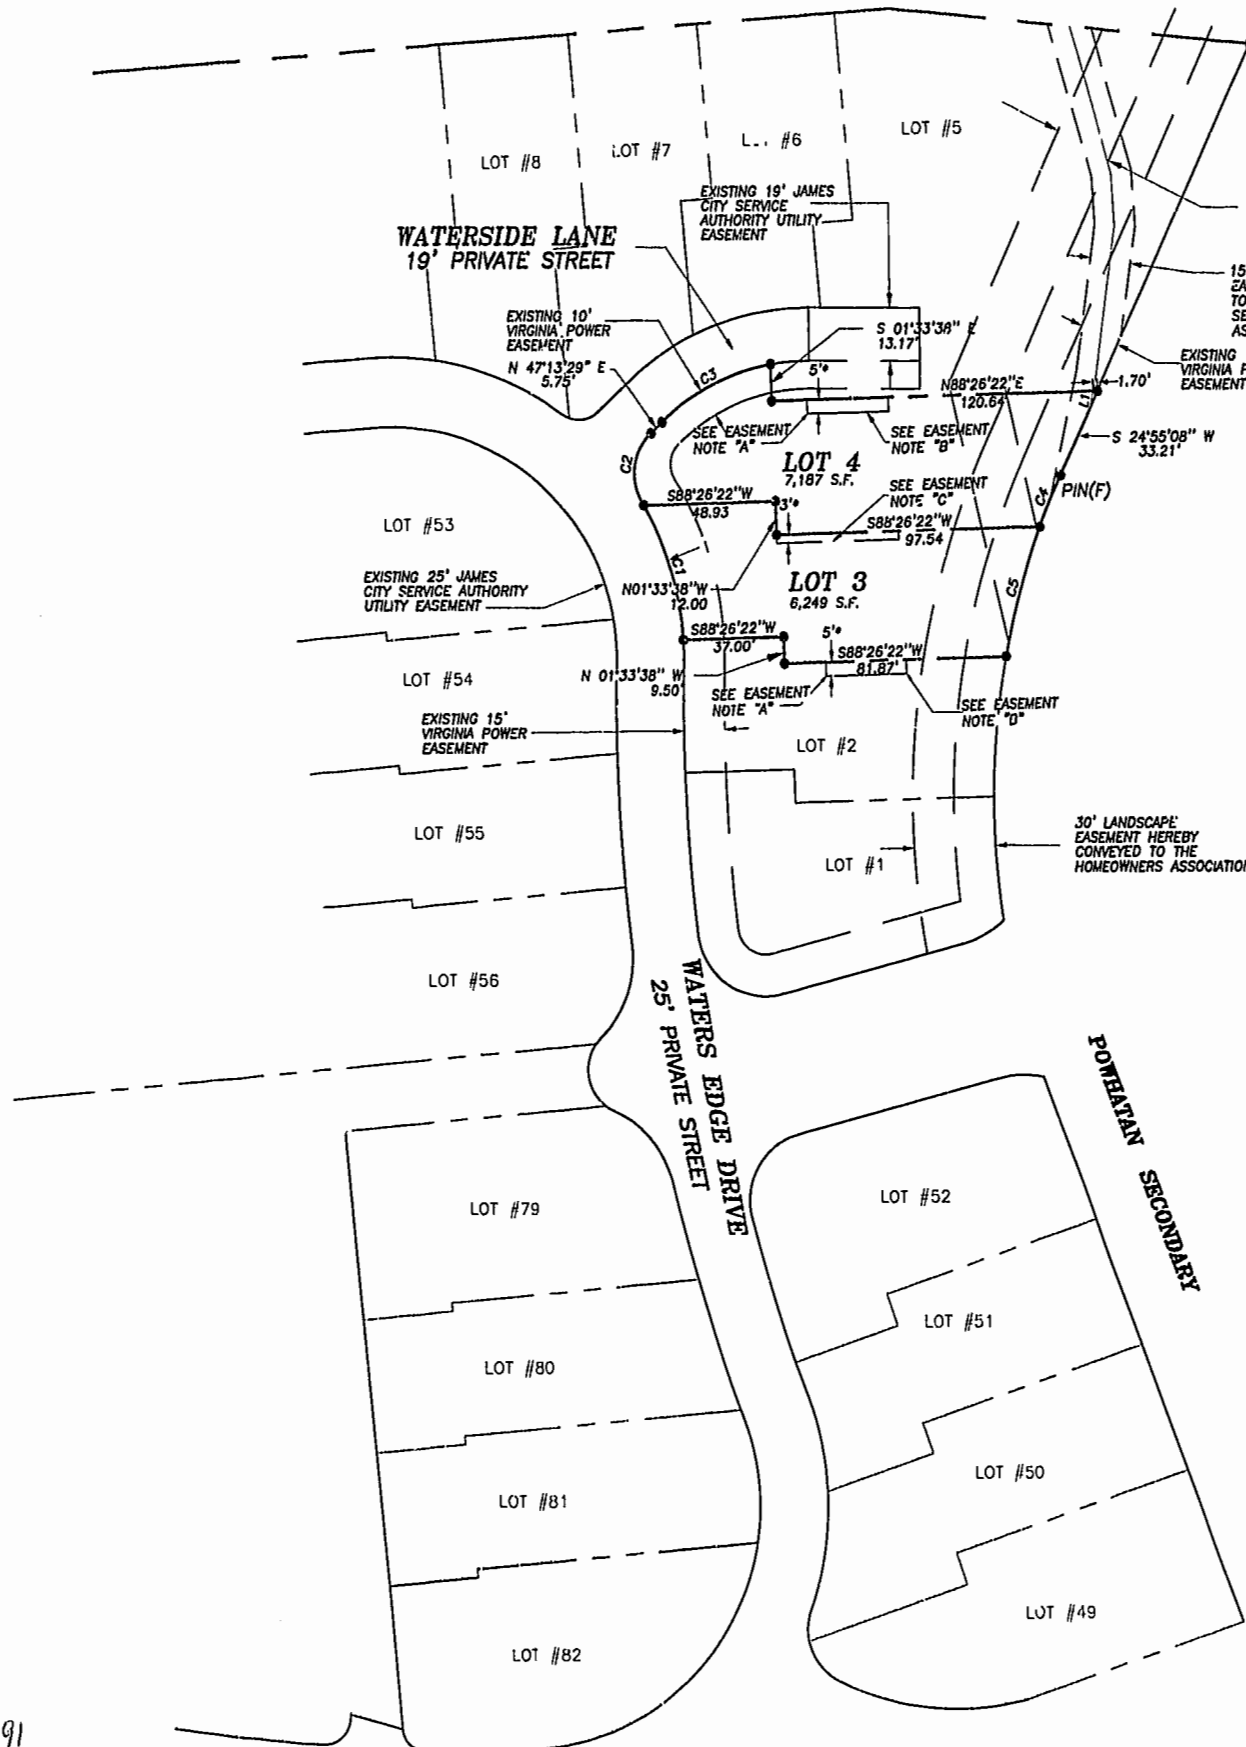 LOT #8
LOT #7
#6
LOT #5
EXISTING 19' JAMES
CITY SERVICE
AUTHORITY UTILITY
EASEMENT
WATERSIDE LANE
19' PRIVATE STREET
EXISTING 10'
VIRGINIA POWER
EASEMENT
N 47°13'29" E
5.75'
C3
S 01°33'38" E
13.17'
5'*
N88°26'22"E
120.64'
L1
1.70'
15
TO
EXISTING
VIRGINIA
EASEMENT
S 24°55'08" W
33.21'
PIN(F)
SEE EASEMENT
NOTE "A"
SEE EASEMENT
NOTE "B"
C2
LOT 4
7,187 S.F.
S88°26'22"W
48.93
3'*
SEE EASEMENT
NOTE "C"
S88°26'22"W
97.54
C4
LOT #53
EXISTING 25' JAMES
CITY SERVICE AUTHORITY
UTILITY EASEMENT
C1
N01°33'38"W
12.00
LOT 3
6,249 S.F.
C5
S88°26'22"W
37.00'
5'*
S88°26'22"W
81.87'
N 01°33'38" W
9.50'
LOT #54
SEE EASEMENT
NOTE "A"
SEE EASEMENT
NOTE "D"
EXISTING 15'
VIRGINIA POWER
EASEMENT
LOT #2
LOT #55
LOT #1
30' LANDSCAPE
EASEMENT HEREBY
CONVEYED TO THE
HOMEOWNERS ASSOCIATION
LOT #56
WATERS EDGE DRIVE
25' PRIVATE STREET
POWHATAN SECONDARY
LOT #79
LOT #52
LOT #51
LOT #80
LOT #50
LOT #81
LOT #49
LOT #82
91